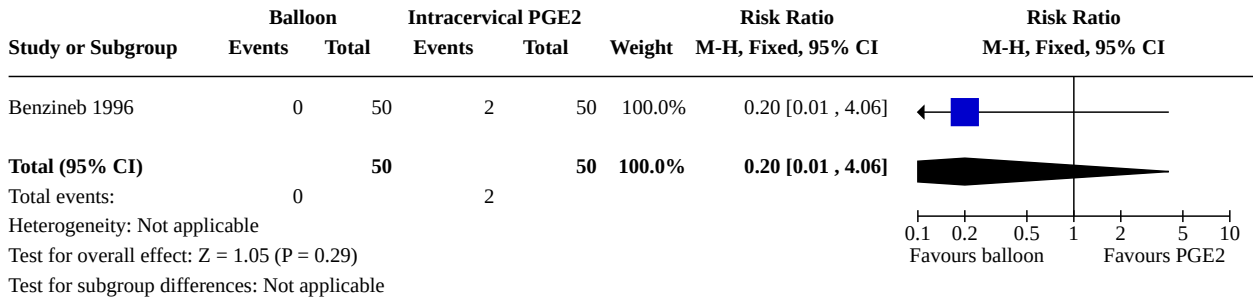 Balloon Intracervical PGE2 Risk Ratio Risk Ratio
Study or Subgroup Events Total Events Total Weight M-H, Fixed, 95% CI M-H, Fixed, 95% CI
Benzineb 1996 0 50 2 50 100.0% 0.20 [0.01 , 4.06]
Total (95% CI) 50 50 100.0% 0.20 [0.01 , 4.06]
Total events: 0 2
Heterogeneity: Not applicable
0.1 0.2 0.5 1 2 5 10
Test for overall effect: Z = 1.05 (P = 0.29) Favours balloon Favours PGE2
Test for subgroup differences: Not applicable